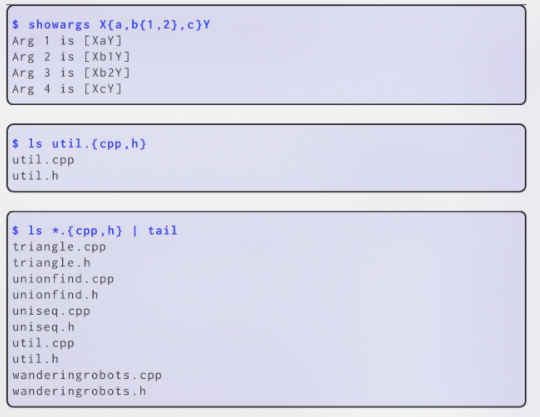 $ showargs X{a,b{1,2},c}Y
Arg 1 is [XaY]
Arg 2 is [Xb1Y]
Arg 3 is [Xb2Y]
Arg 4 is [XcY]
$ ls util.{cpp,h}
util.cpp
util.h
$ ls *.{cpp,h} | tail
triangle.cpp
triangle.h
unionfind.cpp
unionfind.h
uniseq.cpp
uniseq.h
util.cpp
util.h
wanderingrobots.cpp
wanderingrobots.h